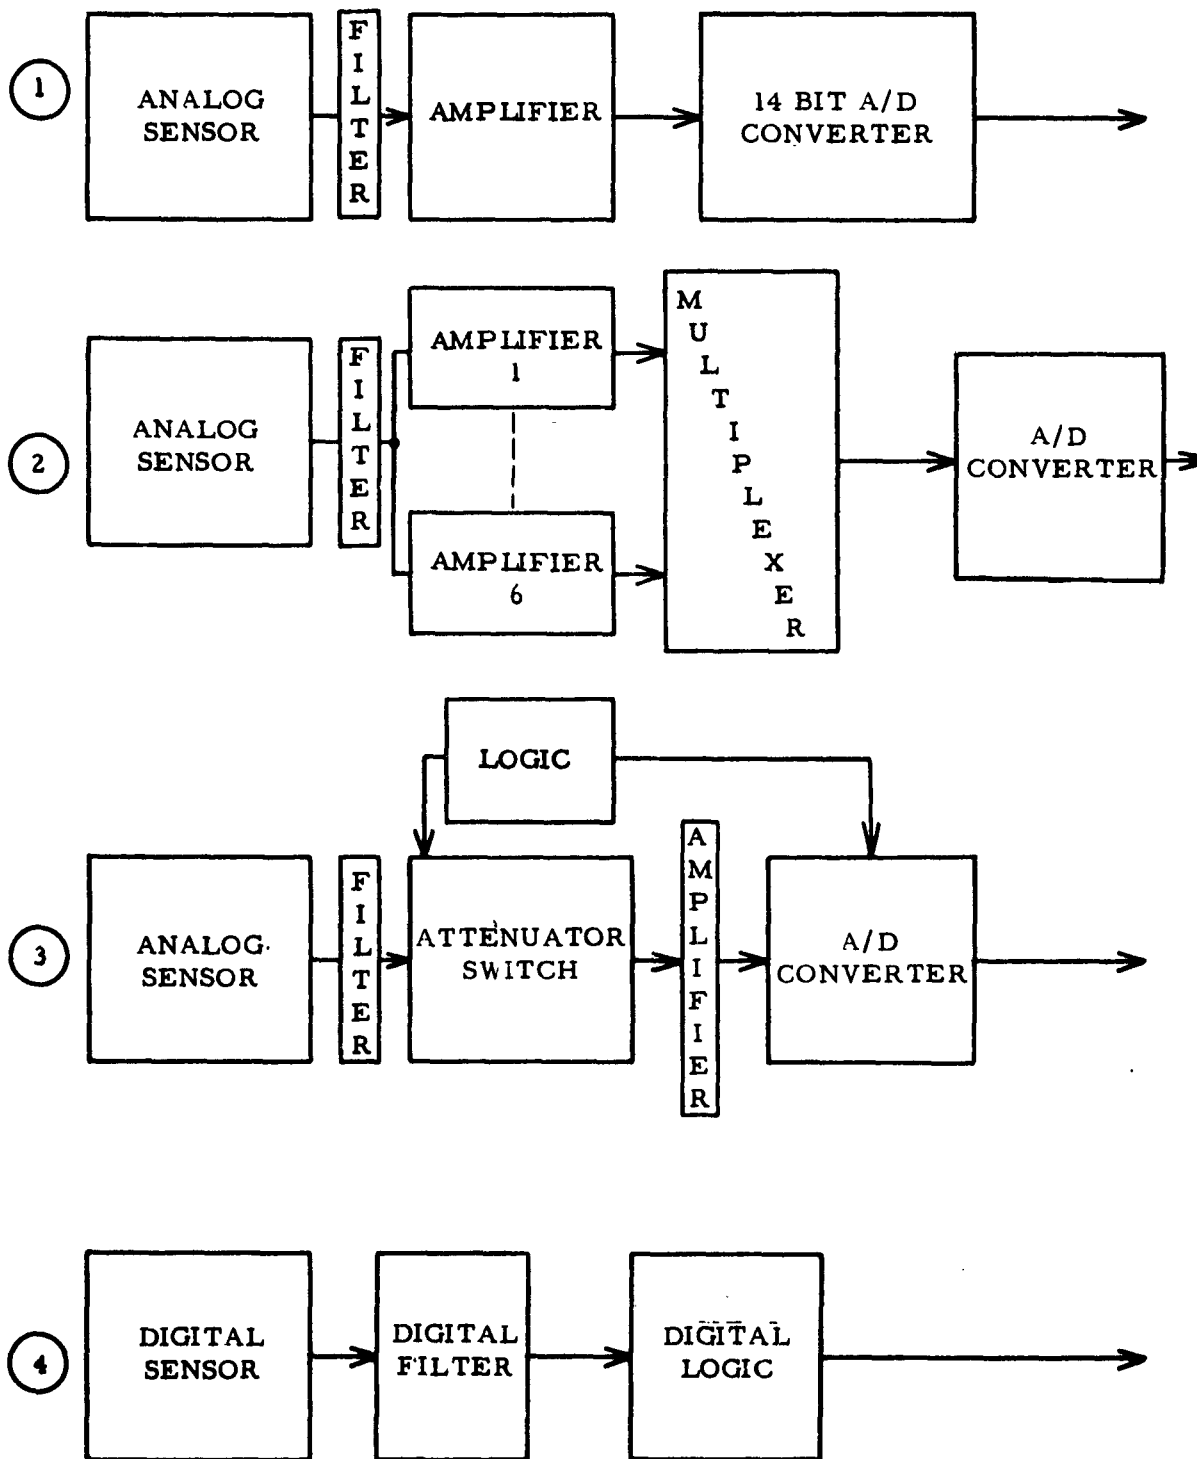 1
ANALOG
SENSOR
FILTER
AMPLIFIER
14 BIT A/D
CONVERTER
2
ANALOG
SENSOR
FILTER
AMPLIFIER
1
AMPLIFIER
6
MULTIPLEXER
A/D
CONVERTER
LOGIC
3
ANALOG
SENSOR
FILTER
ATTENUATOR
SWITCH
AMPLIFIER
A/D
CONVERTER
4
DIGITAL
SENSOR
DIGITAL
FILTER
DIGITAL
LOGIC